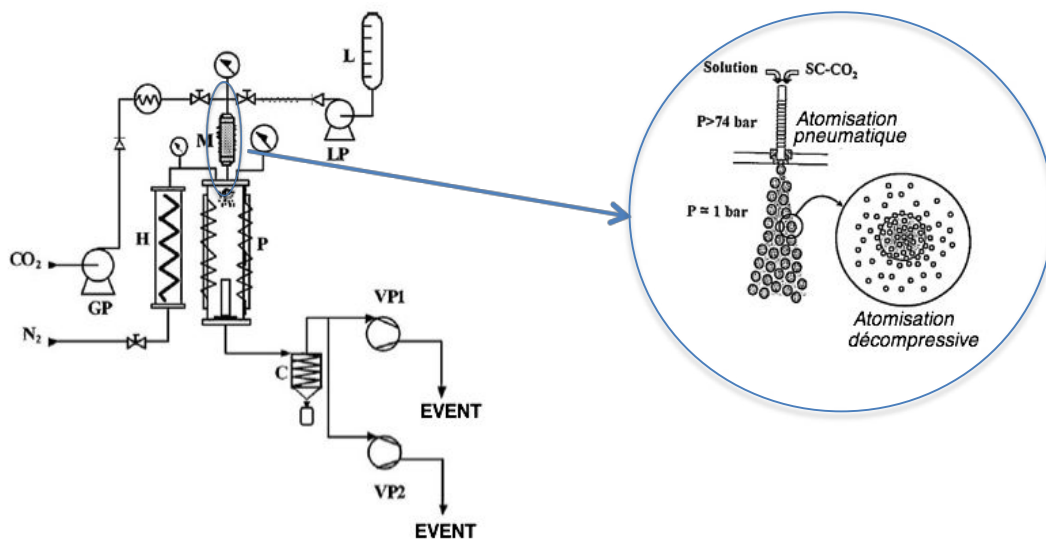 L
M
LP
H
P
CO₂
GP
N₂
VP1
C
EVENT
VP2
EVENT
Solution SC-CO₂
P>74 bar
Atomisation
pneumatique
P ≃ 1 bar
Atomisation
décompressive